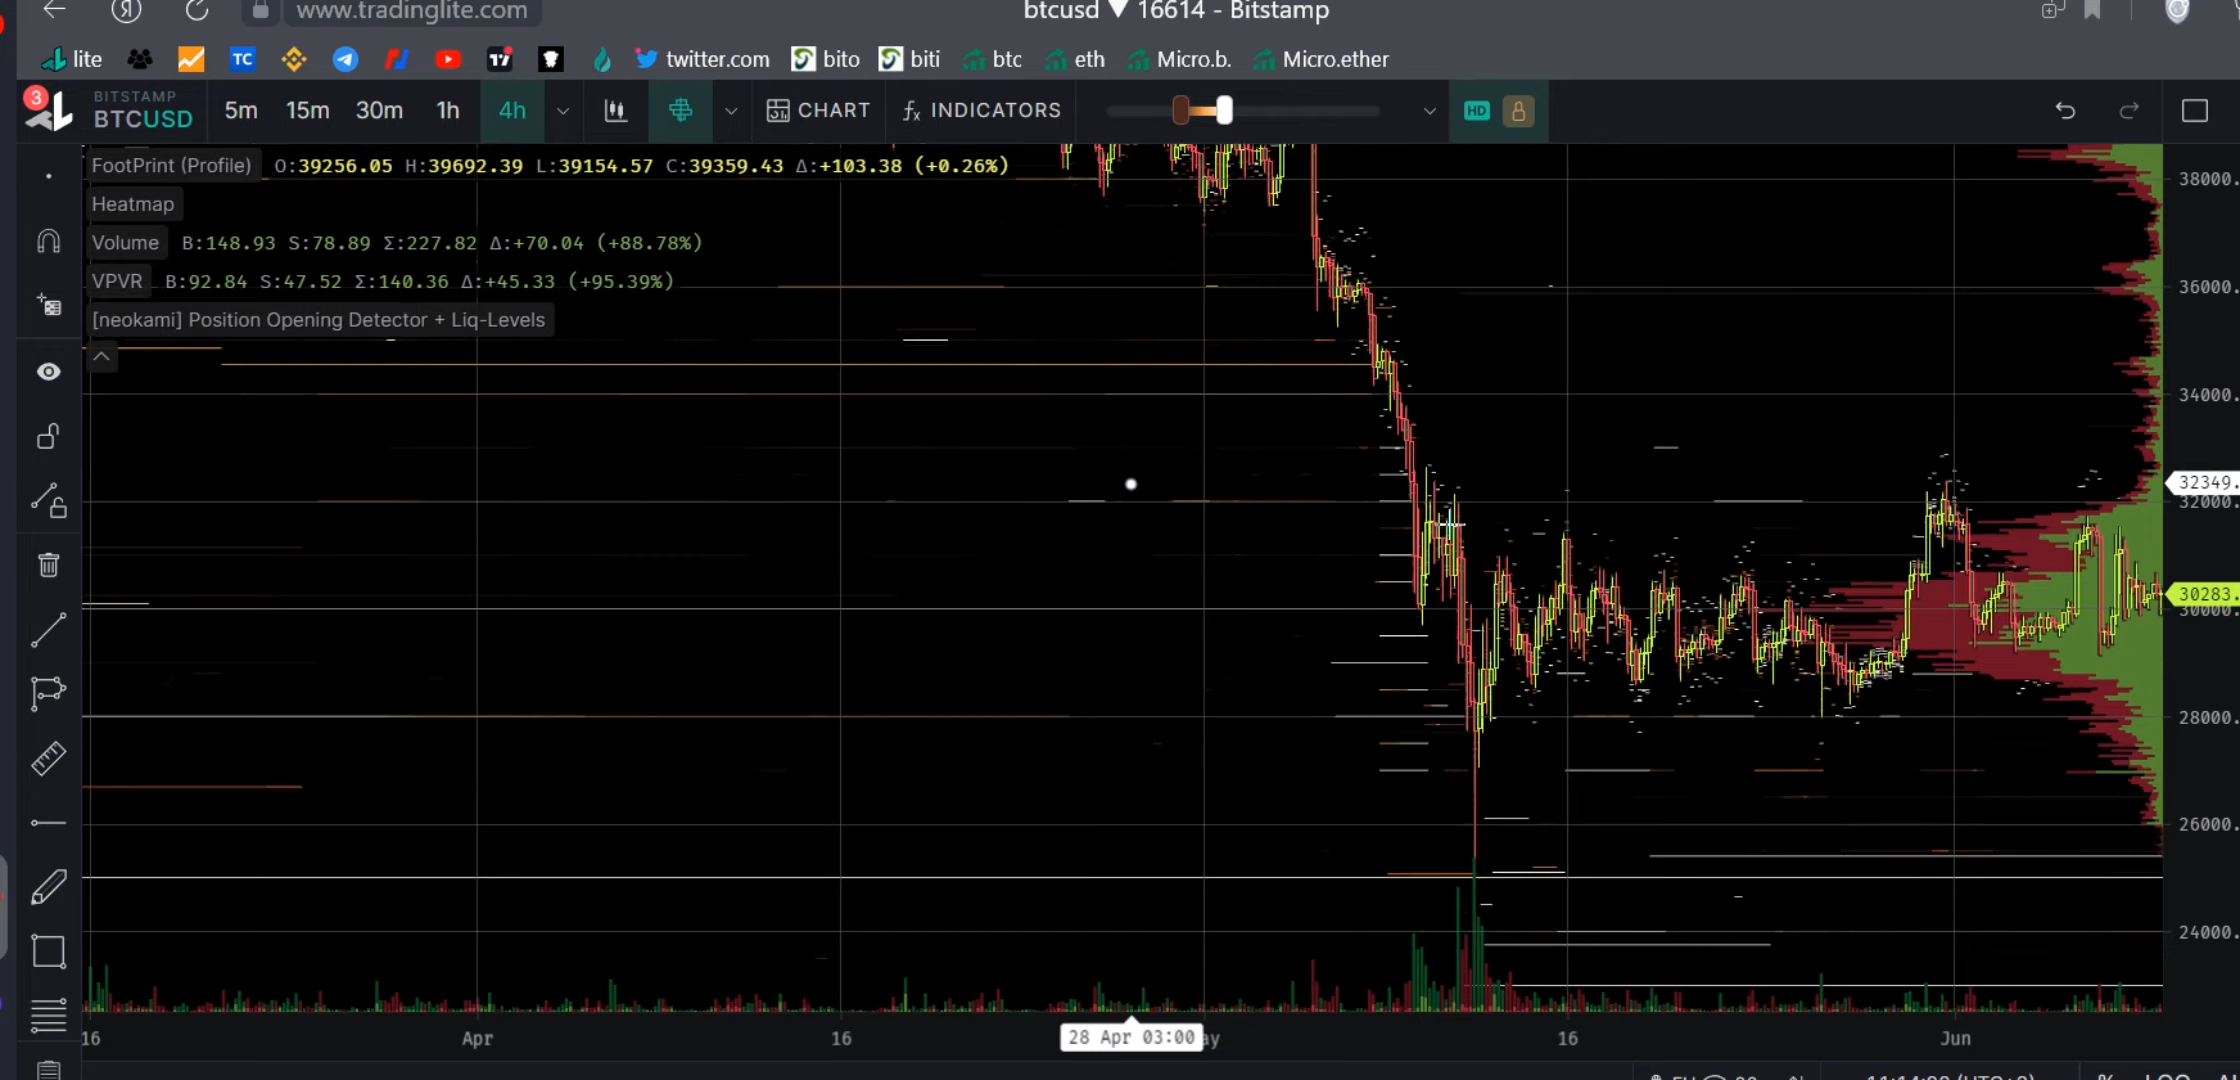 Я www.tradinglite.com btcusd ▼ 16614 - Bitstamp
lite TC 17 twitter.com bito biti btc eth Micro.b. Micro.ether
3 BITSTAMP
BTCUSD 5m 15m 30m 1h 4h CHART fx INDICATORS HD
FootPrint (Profile) O:39256.05 H:39692.39 L:39154.57 C:39359.43 Δ:+103.38 (+0.26%)
Heatmap
Volume B:148.93 S:78.89 Σ:227.82 Δ:+70.04 (+88.78%)
VPVR B:92.84 S:47.52 Σ:140.36 Δ:+45.33 (+95.39%)
[neokami] Position Opening Detector + Liq-Levels
38000.
36000.
34000.
32349.
32000.
30283.
30000.
28000.
26000.
24000.
16 Apr 16 28 Apr 03:00 ay 16 Jun